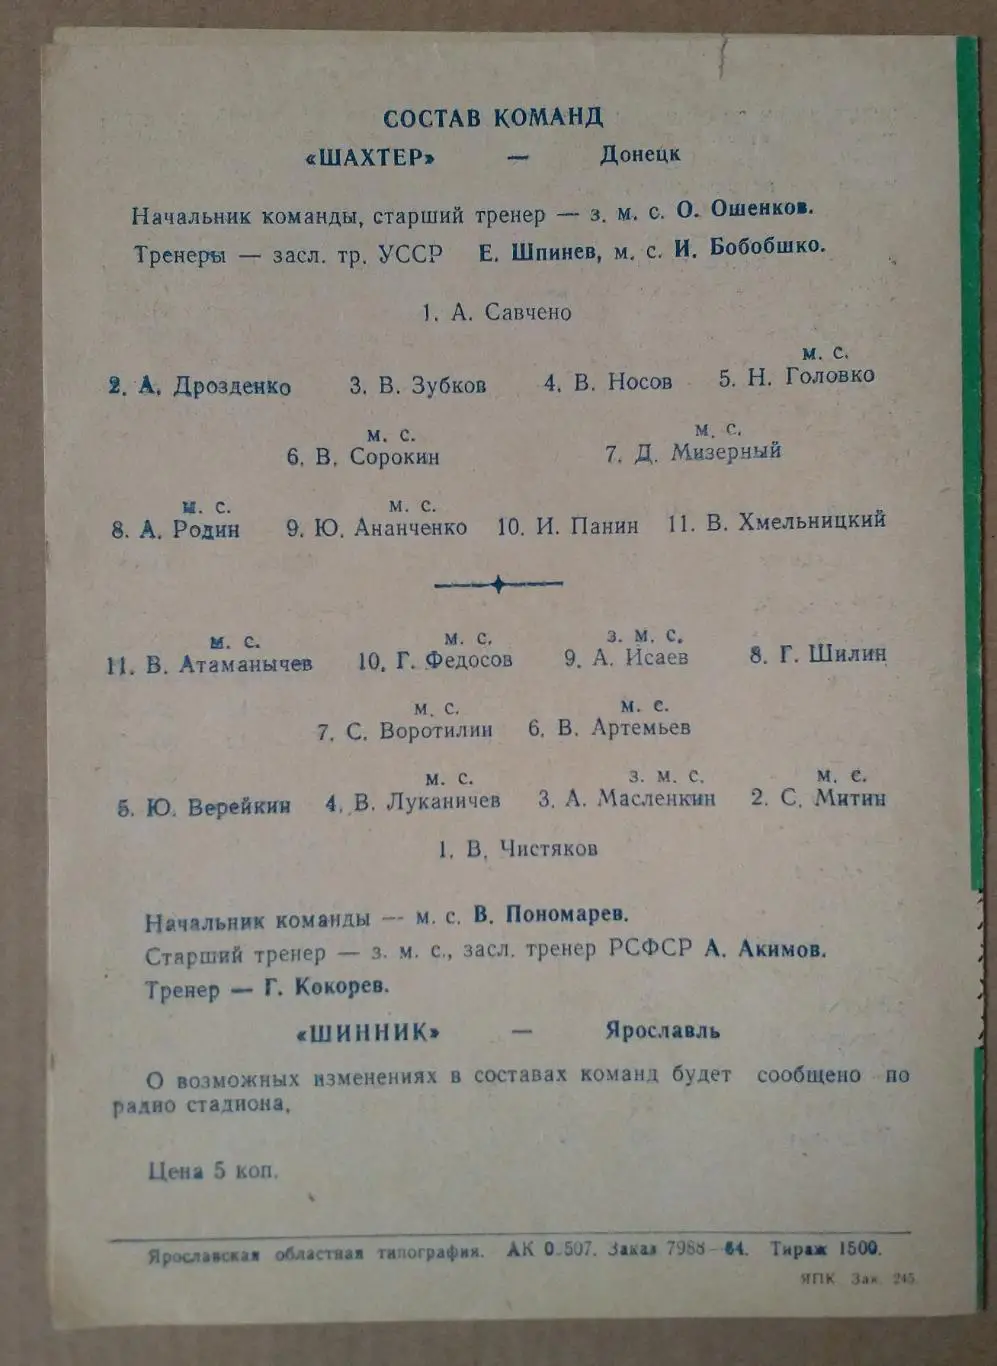 СОСТАВ КОМАНД
«ШАХТЕР» — Донецк
Начальник команды, старший тренер — з. м. с. О. Ошенков.
Тренеры — засл. тр. УССР Е. Шпинев, м. с. И. Бобошко.
1. А. Савчено
м. с.
2. А. Дрозденко 3. В. Зубков 4. В. Носов 5. Н. Головко
м. с. м. с.
6. В. Сорокин 7. Д. Мизерный
м. с. м. с.
8. А. Родин 9. Ю. Ананченко 10. И. Панин 11. В. Хмельницкий
м. с. м. с. з. м. с.
11. В. Атаманычев 10. Г. Федосов 9. А. Исаев 8. Г. Шилин
м. с. м. с.
7. С. Воротилин 6. В. Артемьев
м. с. з. м. с. м. с.
5. Ю. Верейкин 4. В. Луканичев 3. А. Масленкин 2. С. Митин
1. В. Чистяков
Начальник команды — м. с. В. Пономарев.
Старший тренер — з. м. с., засл. тренер РСФСР А. Акимов.
Тренер — Г. Кокорев.
«ШИННИК» — Ярославль
О возможных изменениях в составах команд будет сообщено по
радио стадиона.
Цена 5 коп.
Ярославская областная типография. АК 0.507. Заказ 7988—64. Тираж 1500.
ЯПК Зак. 245